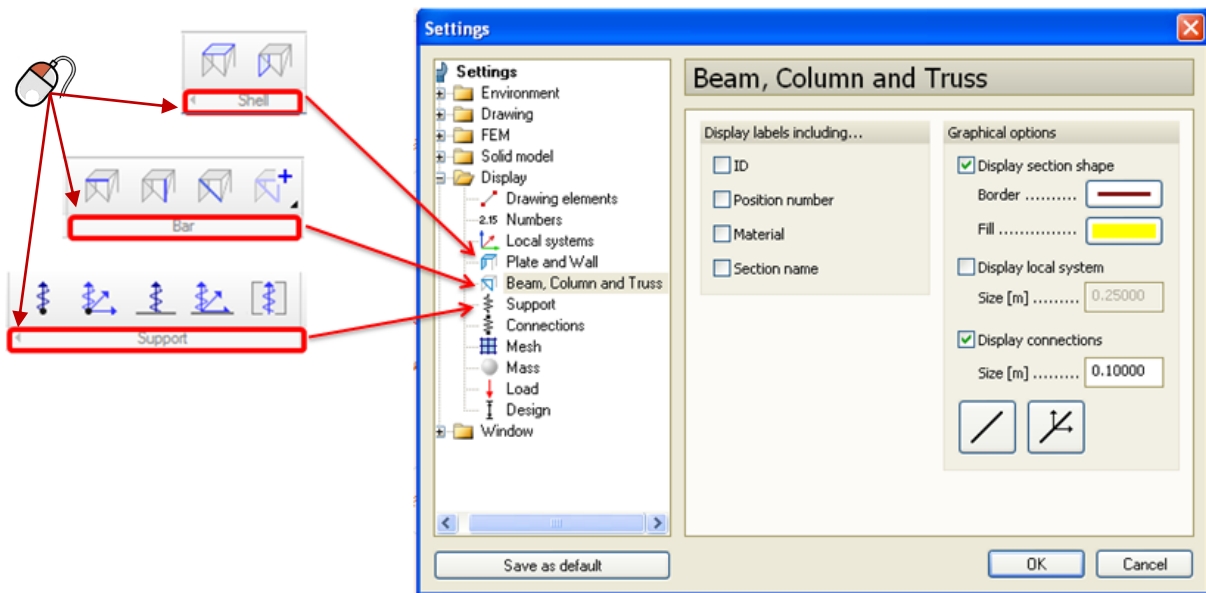 Shell
Bar
Support
Settings
Settings
Environment
Drawing
FEM
Solid model
Display
Drawing elements
2.15 Numbers
Local systems
Plate and Wall
Beam, Column and Truss
Support
Connections
Mesh
Mass
Load
Design
Window
Save as default
Beam, Column and Truss
Display labels including...
ID
Position number
Material
Section name
Graphical options
Display section shape
Border ..........
Fill ...............
Display local system
Size [m] ......... 0.25000
Display connections
Size [m] ......... 0.10000
OK
Cancel